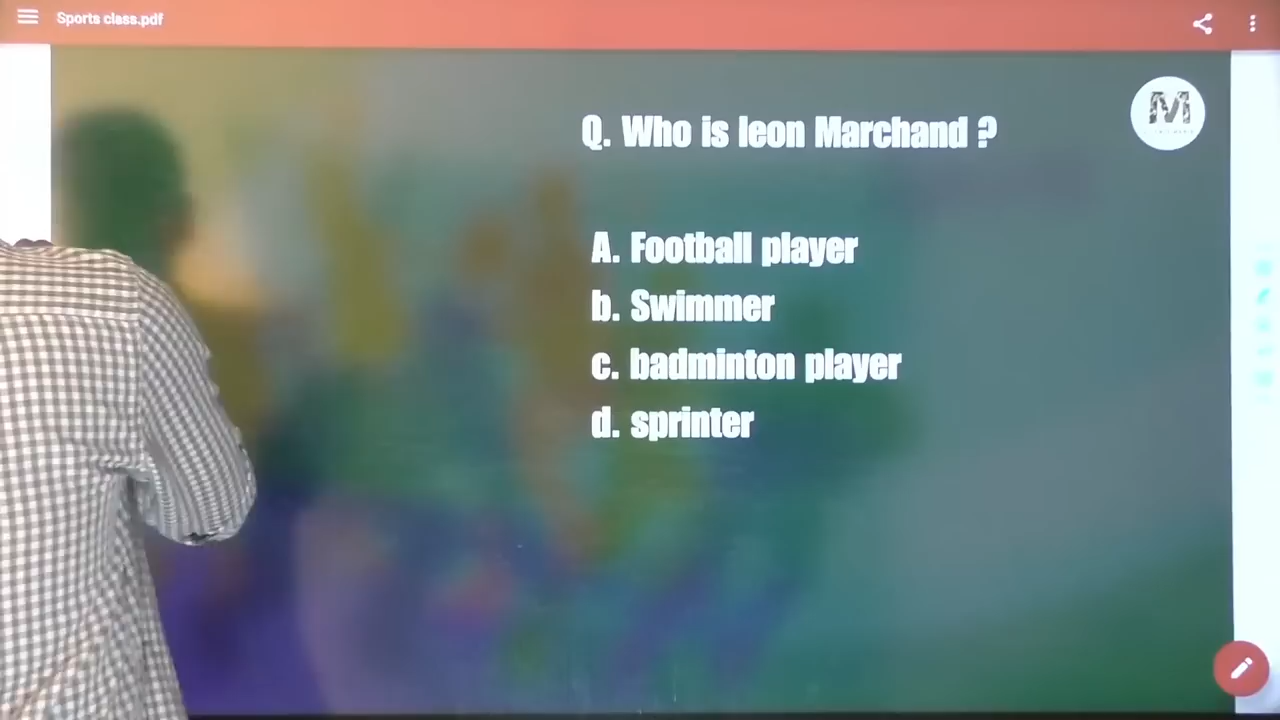 Sports class.pdf
Q. Who is leon Marchand ?
M
A. Football player
b. Swimmer
c. badminton player
d. sprinter